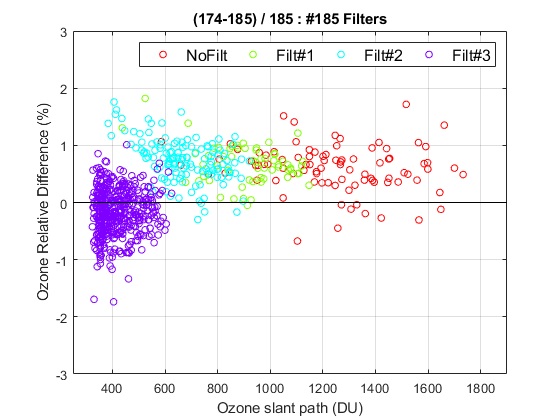 (174-185) / 185 : #185 Filters
NoFilt Filt#1 Filt#2 Filt#3
Ozone Relative Difference (%)
3
2
1
0
-1
-2
-3
400 600 800 1000 1200 1400 1600 1800
Ozone slant path (DU)